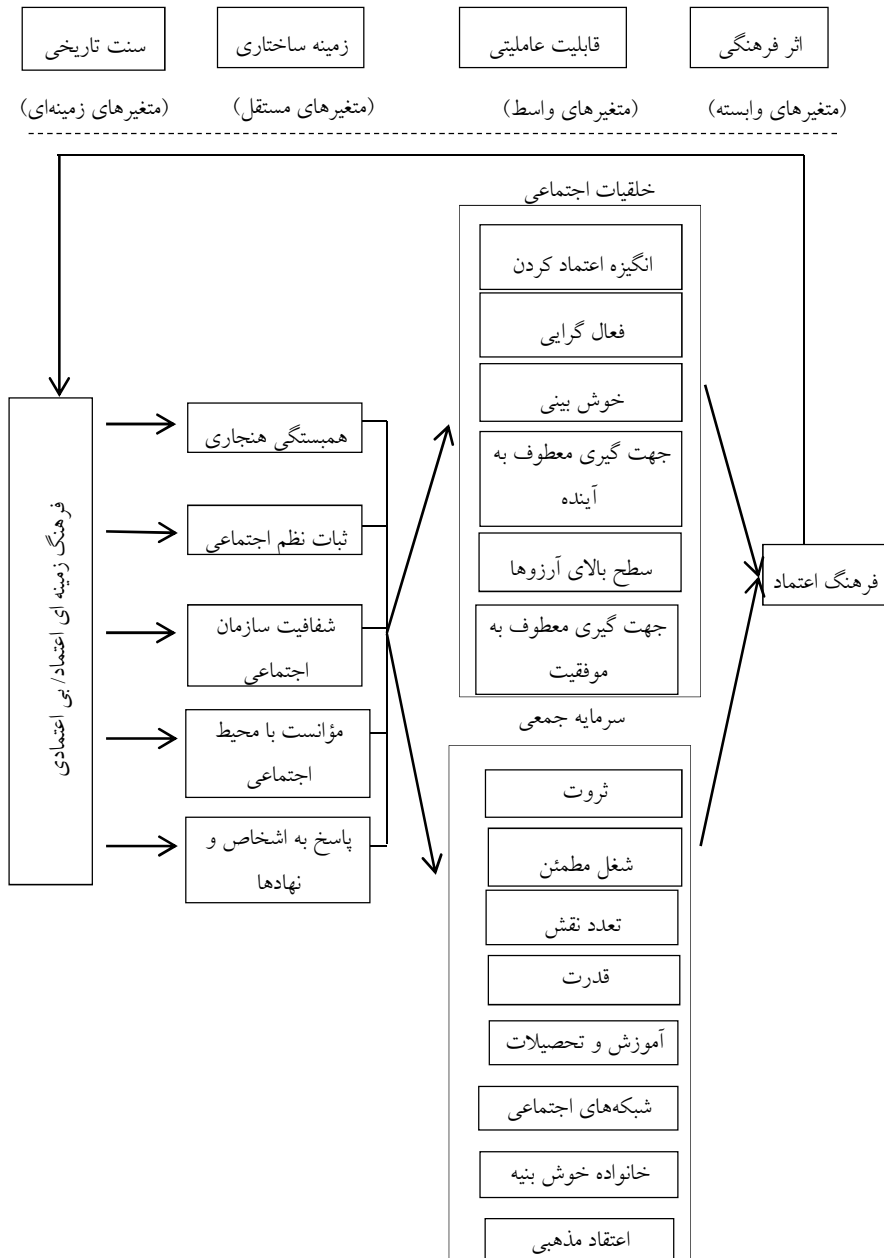 اثر فرهنگی
قابلیت عاملیتی
زمینه ساختاری
سنت تاریخی
(متغیرهای وابسته)
(متغیرهای واسط)
(متغیرهای مستقل)
(متغیرهای زمینه‌ای)
خلقیات اجتماعی
انگیزه اعتماد کردن
فعال گرایی
خوش بینی
جهت گیری معطوف به
آینده
سطح بالای آرزوها
جهت گیری معطوف به
موفقیت
سرمایه جمعی
ثروت
شغل مطمئن
تعدد نقش
قدرت
آموزش و تحصیلات
شبکه‌های اجتماعی
خانواده خوش بنیه
اعتقاد مذهبی
فرهنگ اعتماد
همبستگی هنجاری
ثبات نظم اجتماعی
شفافیت سازمان
اجتماعی
مؤانست با محیط
اجتماعی
پاسخ به اشخاص و
نهادها
فرهنگ زمینه ای اعتماد/ بی اعتمادی